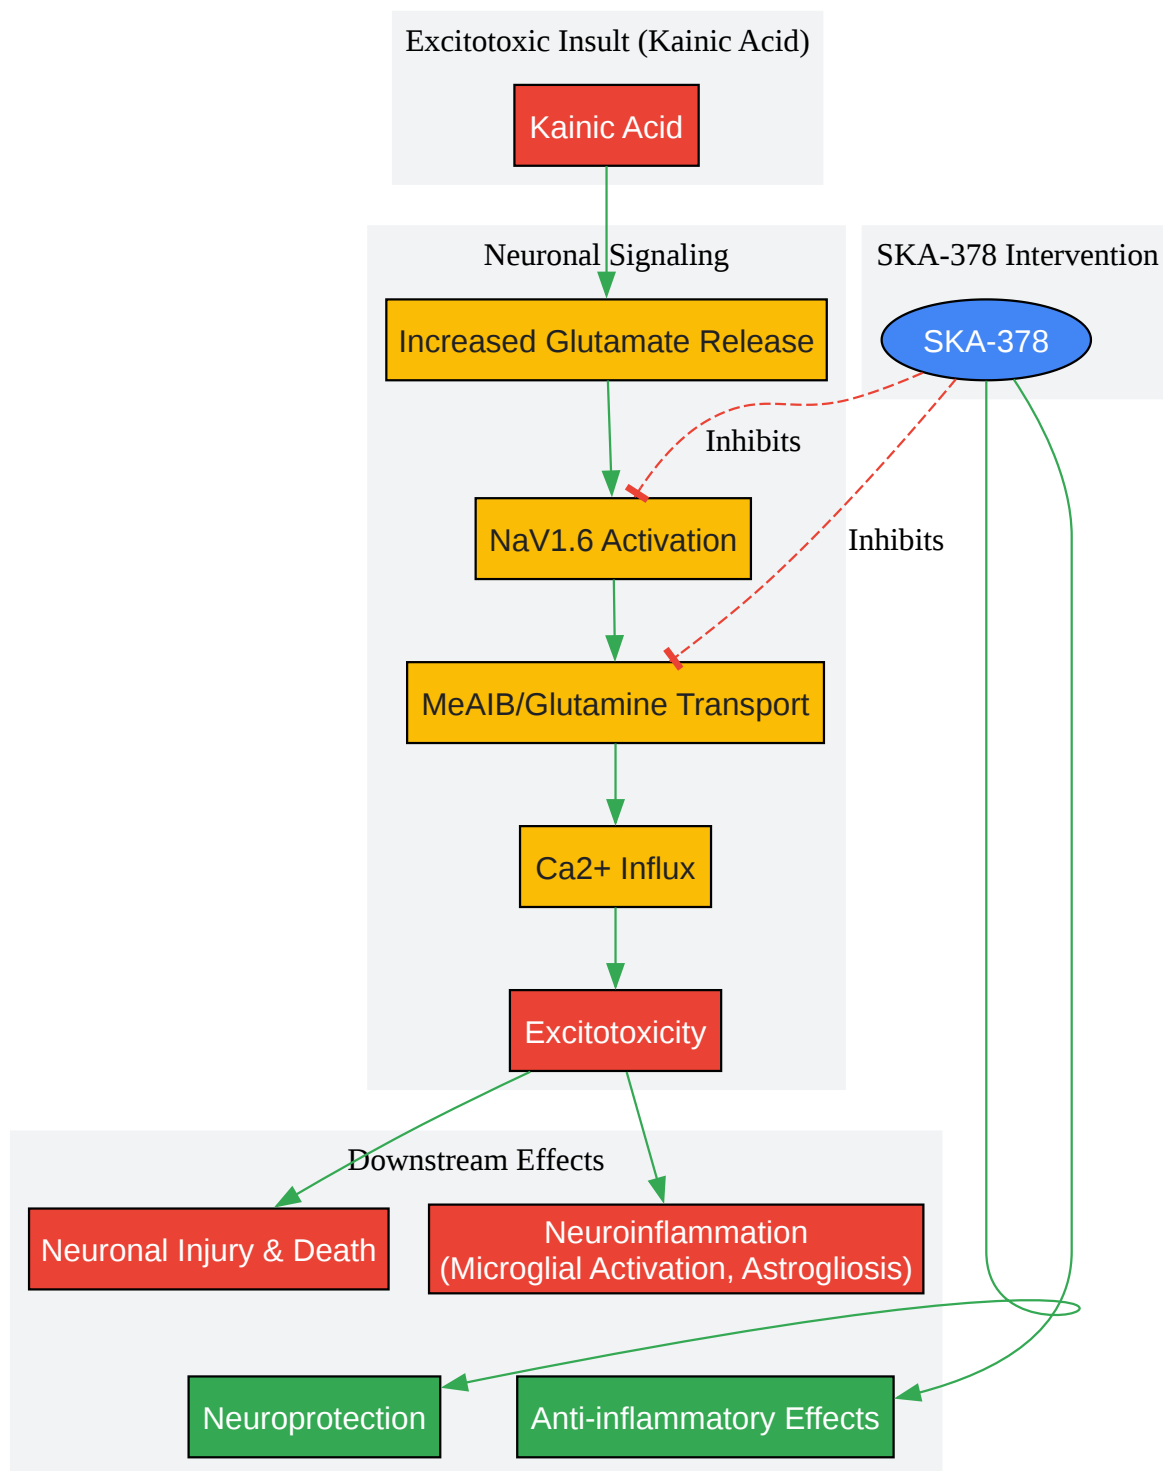 Excitotoxic Insult (Kainic Acid)
Kainic Acid
Neuronal Signaling
SKA-378 Intervention
Increased Glutamate Release
SKA-378
Inhibits
NaV1.6 Activation
Inhibits
MeAIB/Glutamine Transport
Ca2+ Influx
Excitotoxicity
Downstream Effects
Neuronal Injury & Death
Neuroinflammation
(Microglial Activation, Astrogliosis)
Neuroprotection
Anti-inflammatory Effects